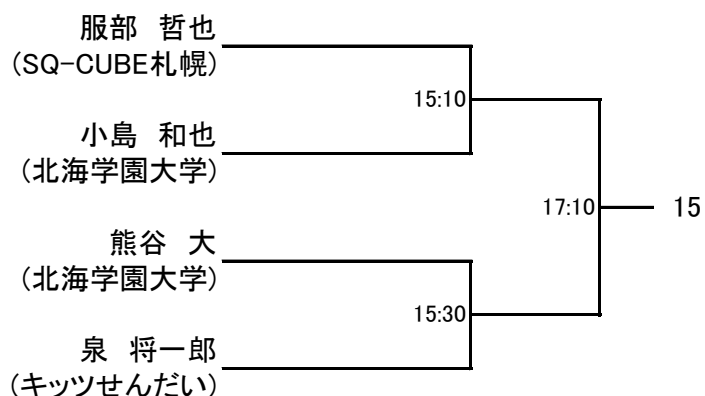 服部 哲也
(SQ-CUBE札幌)
15:10
小島 和也
(北海学園大学)
17:10
15
熊谷 大
(北海学園大学)
15:30
泉 将一郎
(キッツせんだい)